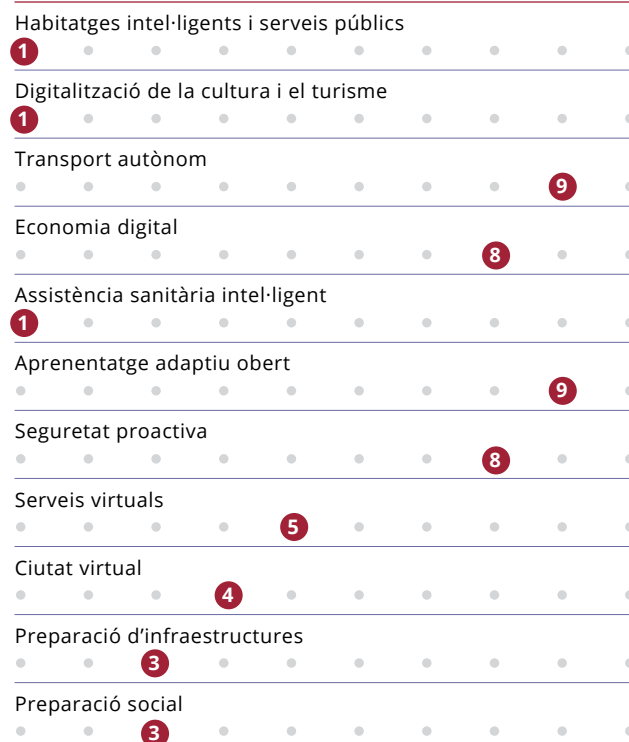 Habitatges intel·ligents i serveis públics
1
Digitalització de la cultura i el turisme
1
Transport autònom
9
Economia digital
8
Assistència sanitària intel·ligent
1
Aprenentatge adaptiu obert
9
Seguretat proactiva
8
Serveis virtuals
5
Ciutat virtual
4
Preparació d’infraestructures
3
Preparació social
3